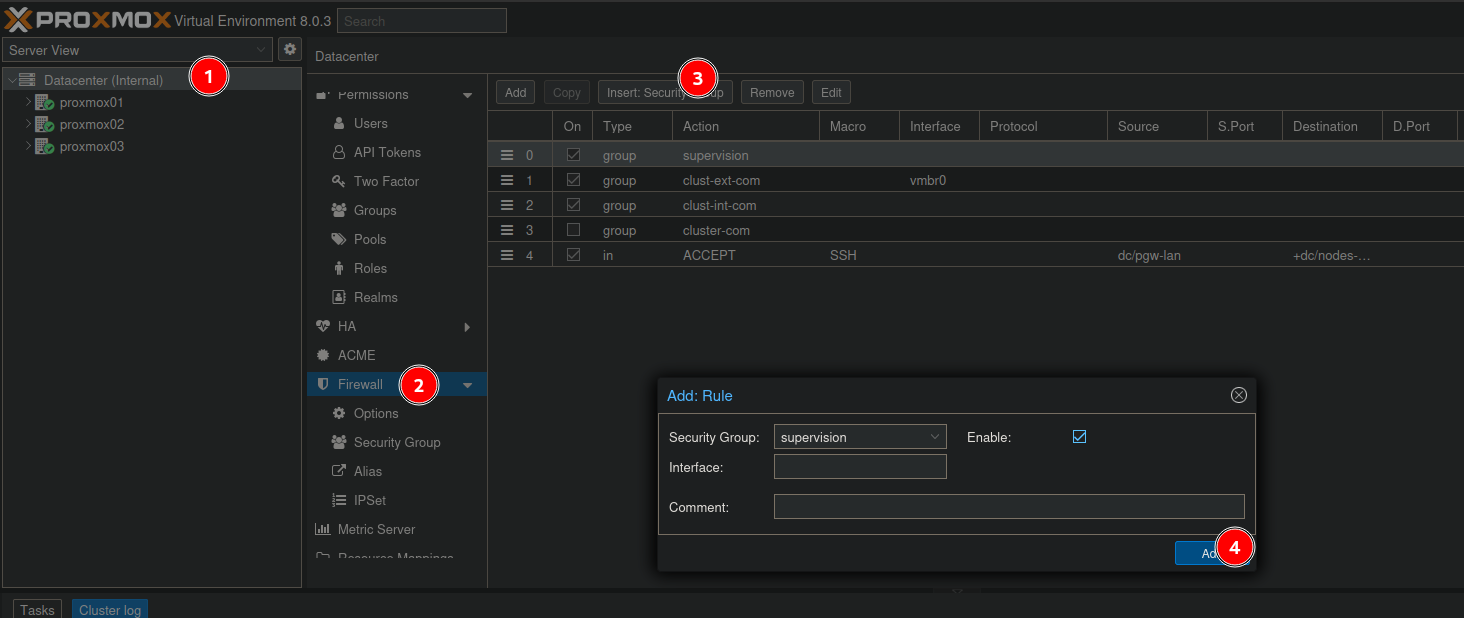 PROXMOX Virtual Environment 8.0.3 Search
Server View
Datacenter (Internal) 1
proxmox01
proxmox02
proxmox03
Datacenter
Permissions
Users
API Tokens
Two Factor
Groups
Pools
Roles
Realms
HA
ACME
Firewall 2
Options
Security Group
Alias
IPSet
Metric Server
Resource Mappings
Add Copy Insert: Security 3 Remove Edit
On Type Action Macro Interface Protocol Source S.Port Destination D.Port
0 group supervision
1 group clust-ext-com vmbr0
2 group clust-int-com
3 group cluster-com
4 in ACCEPT SSH dc/pgw-lan +dc/nodes-...
Add: Rule
Security Group: supervision Enable:
Interface:
Comment:
Ad 4
Tasks Cluster log